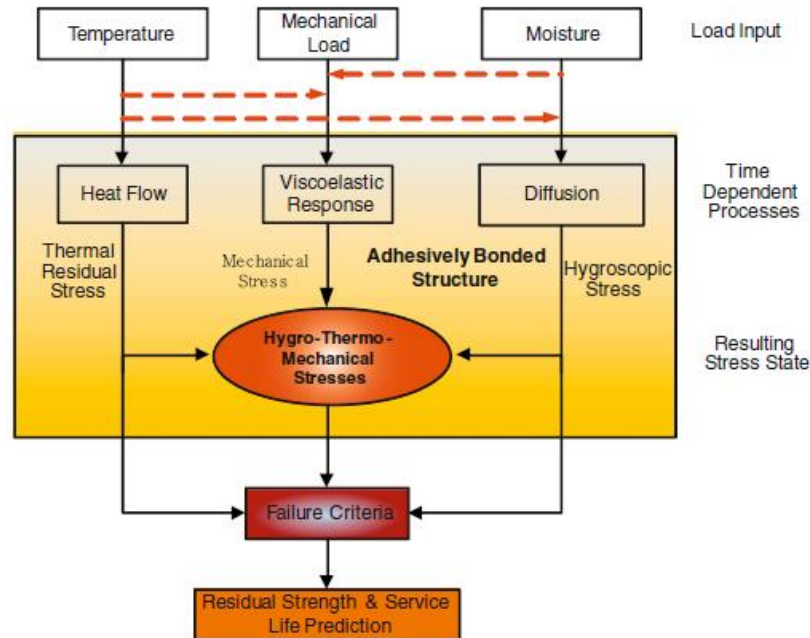 Temperature
Mechanical
Load
Moisture
Load Input
Heat Flow
Viscoelastic
Response
Diffusion
Time
Dependent
Processes
Thermal
Residual
Stress
Mechanical
Stress
Adhesively Bonded
Structure
Hygroscopic
Stress
Hygro-Thermo-
Mechanical
Stresses
Resulting
Stress State
Failure Criteria
Residual Strength & Service
Life Prediction